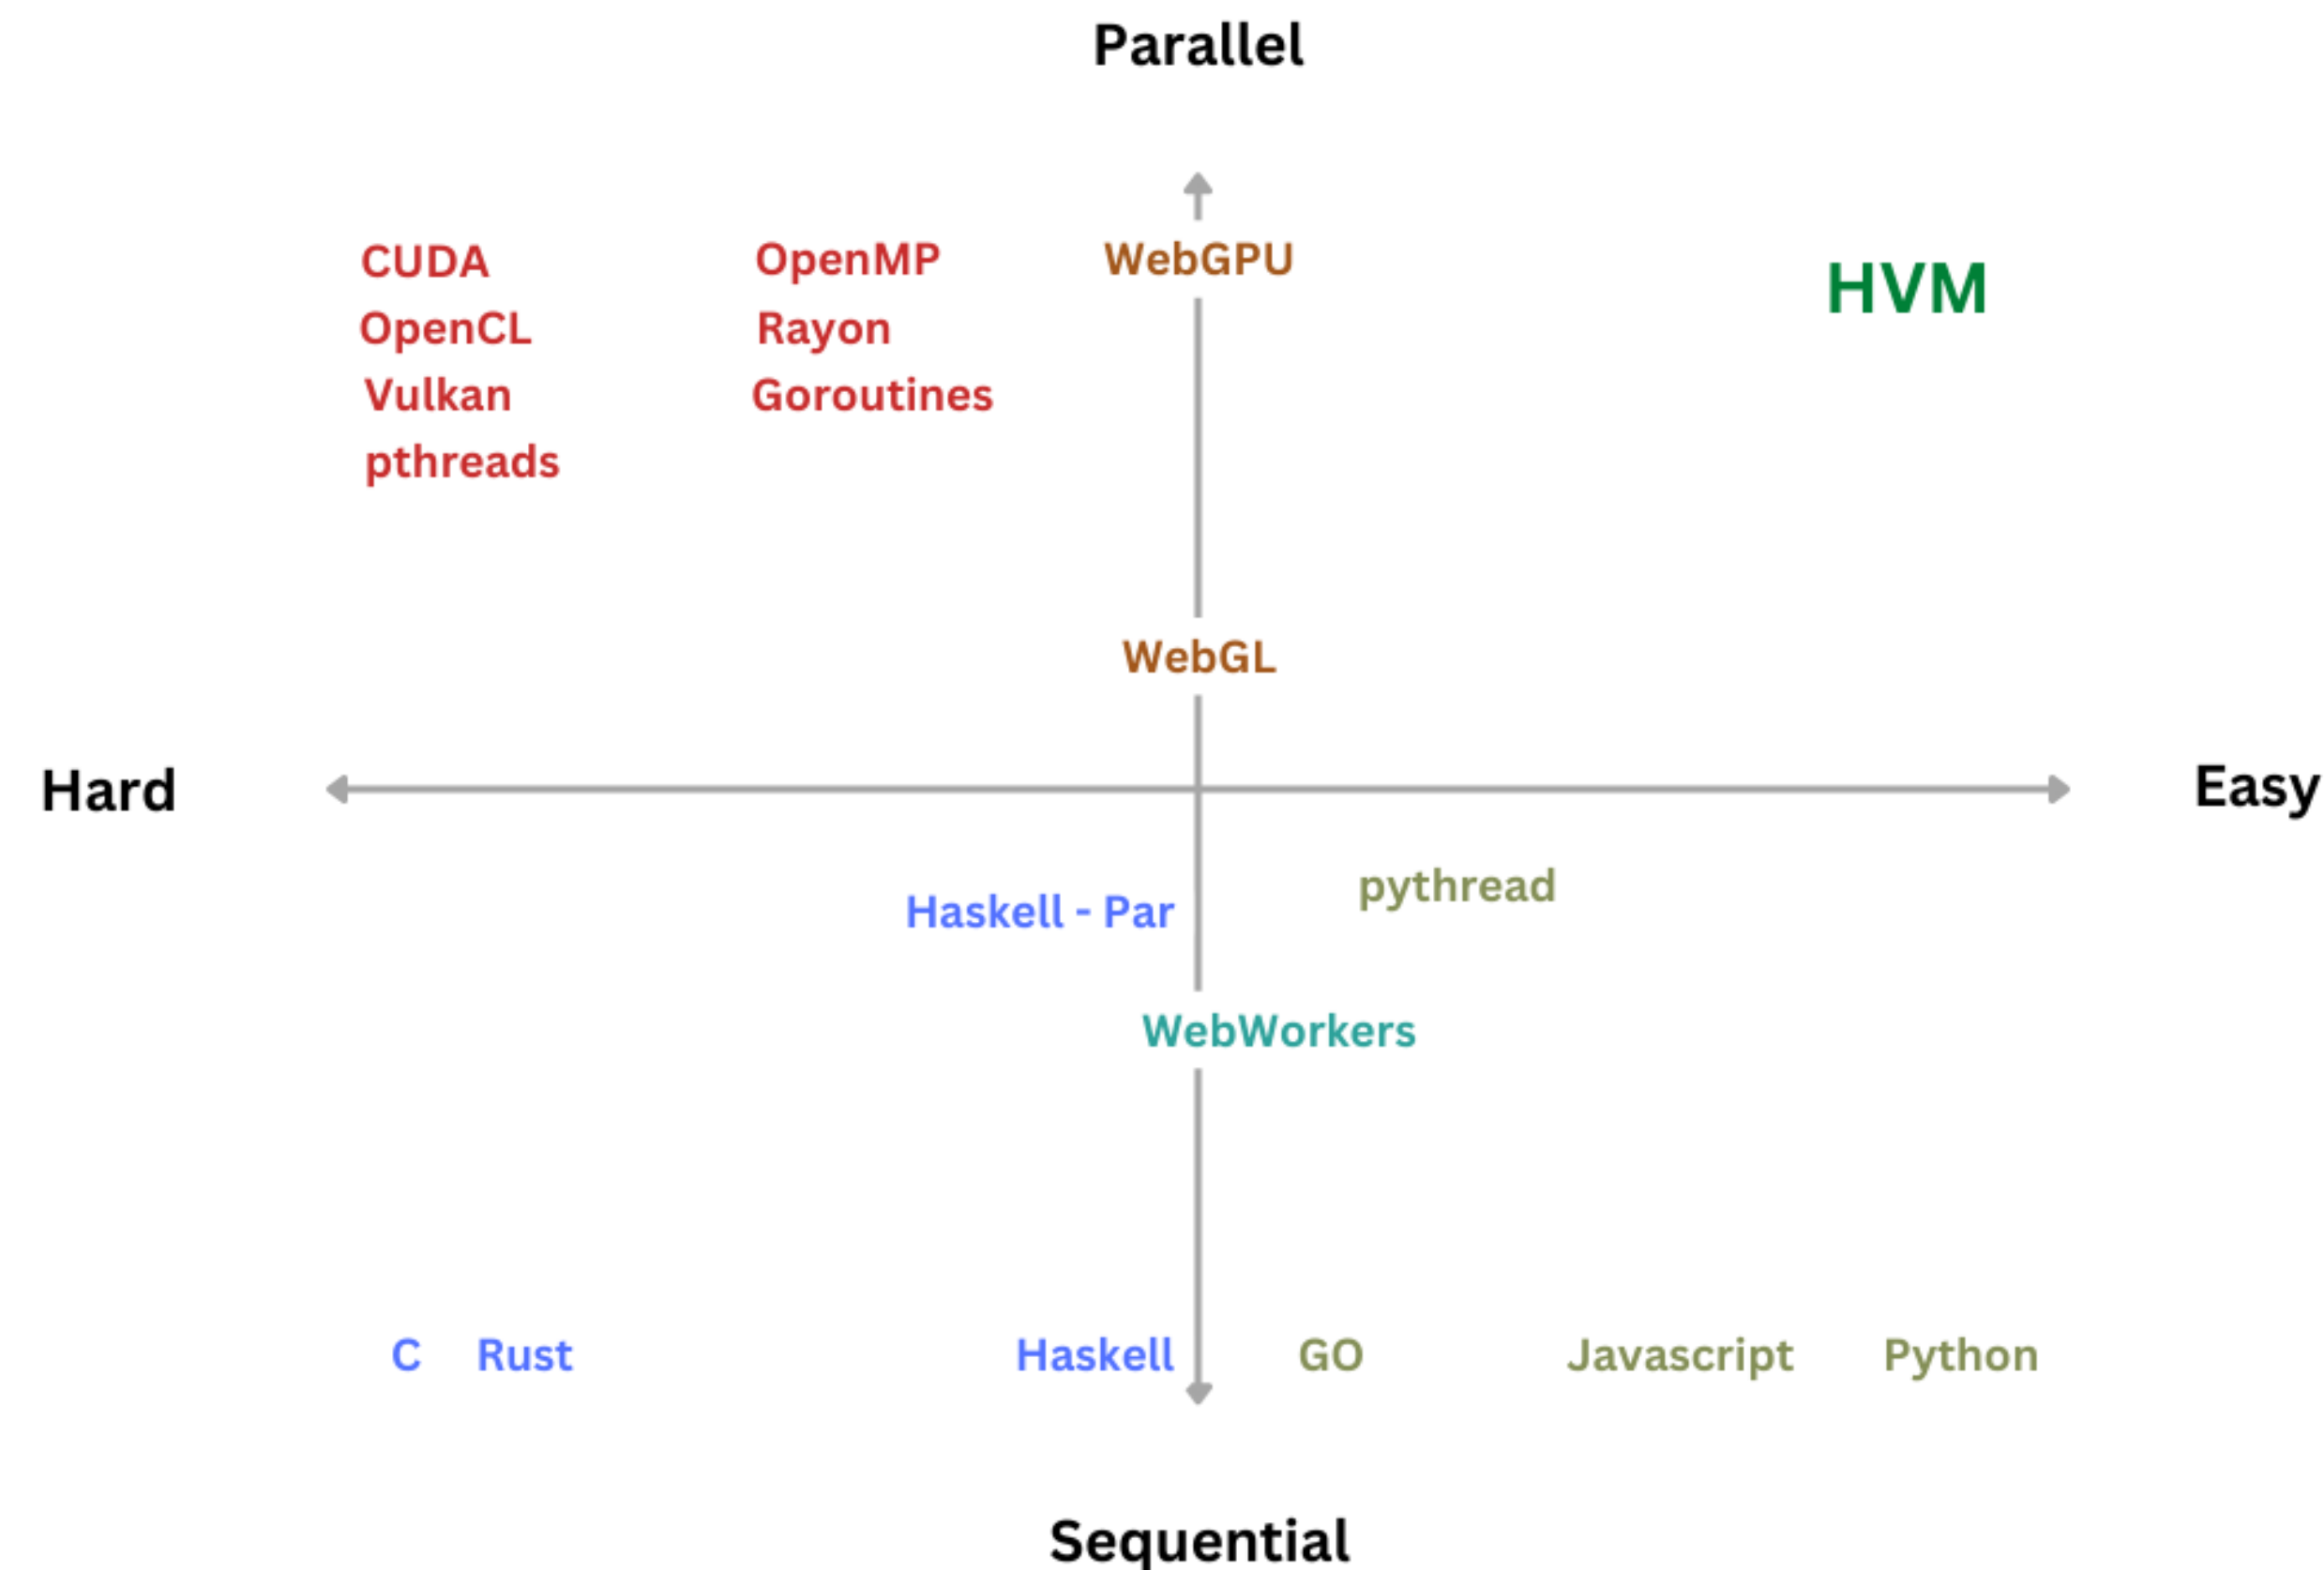 Parallel
CUDA
OpenMP
WebGPU
HVM
OpenCL
Rayon
Vulkan
Goroutines
pthreads
WebGL
Hard
Easy
pythread
Haskell - Par
WebWorkers
C
Rust
Haskell
GO
Javascript
Python
Sequential